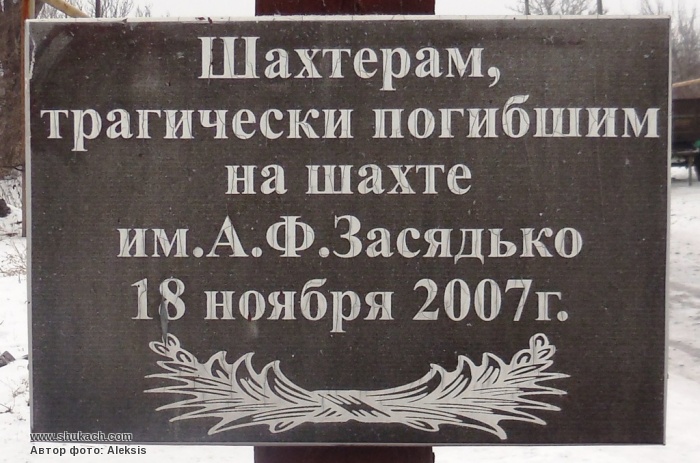 Шахтерам,
трагически погибшим
на шахте
им.А.Ф.Засядько
18 ноября 2007г.
www.shukach.com
Автор фото: Aleksis